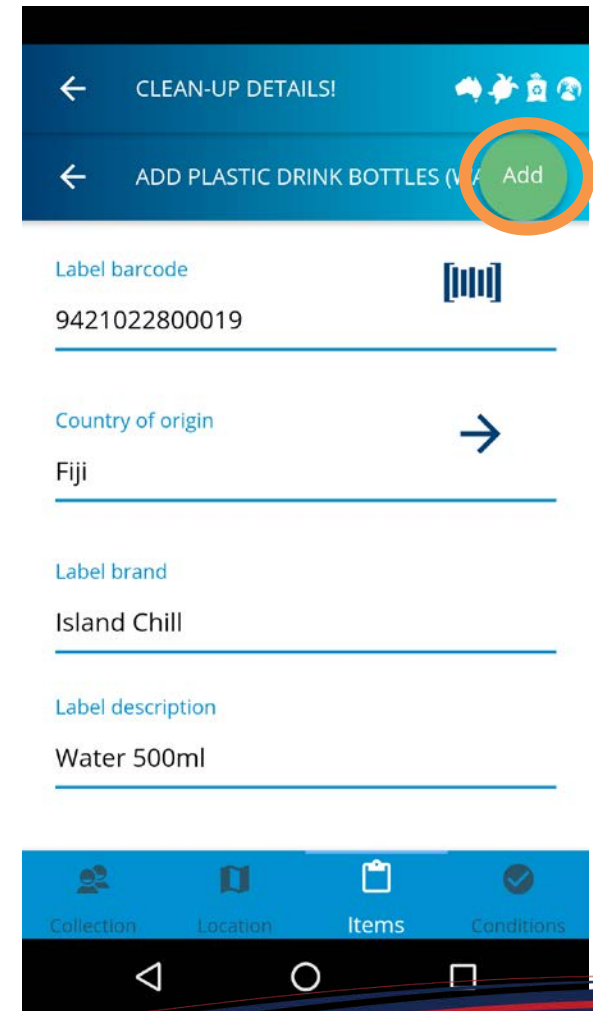 CLEAN-UP DETAILS!
ADD PLASTIC DRINK BOTTLES (WA
Add
Label barcode
9421022800019
Country of origin
Fiji
Label brand
Island Chill
Label description
Water 500ml
Collection Location Items Conditions